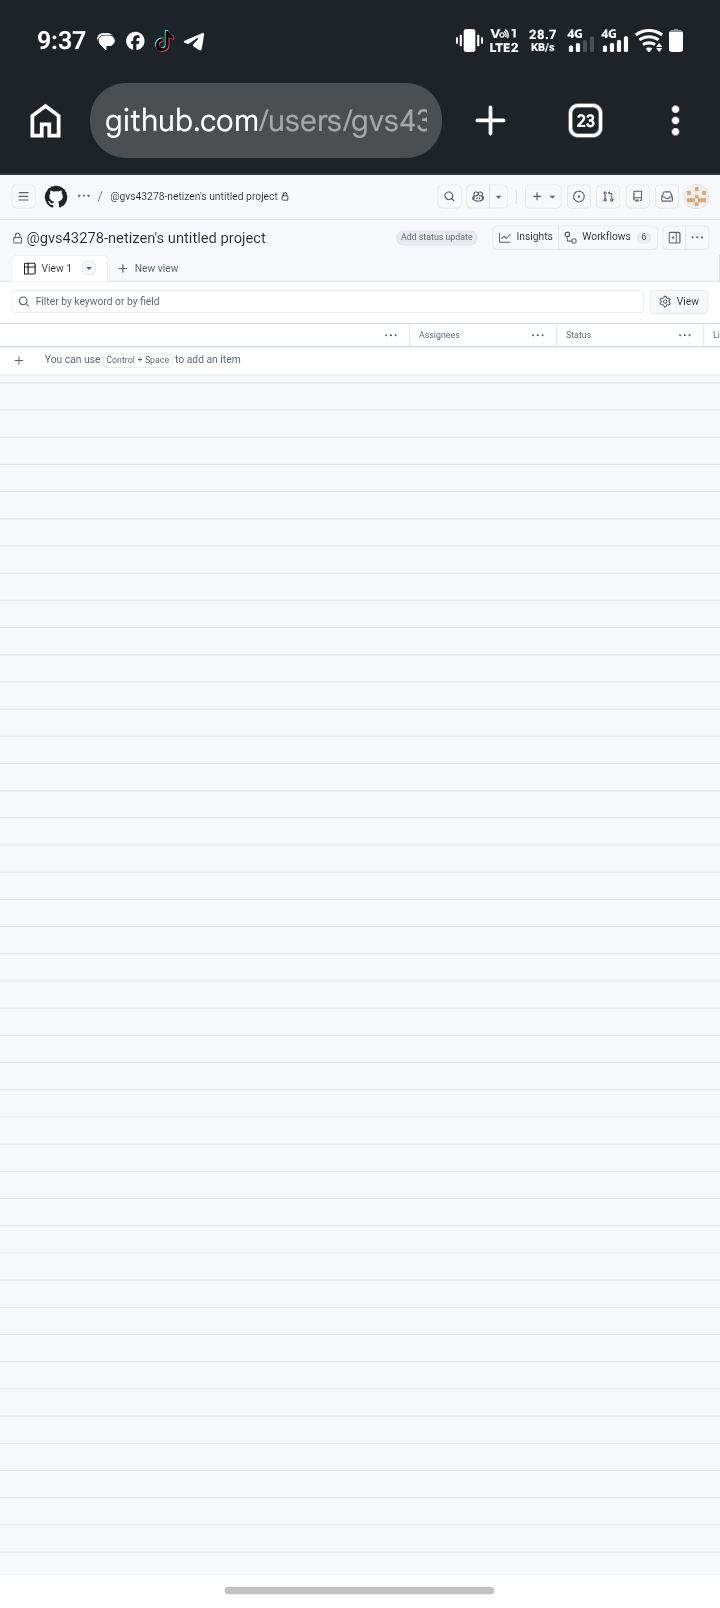 9:37
Vo)) 1
LTE2
28.7
KB/s
4G
4G
github.com/users/gvs43
23
/ @gvs43278-netizen's untitled project
@gvs43278-netizen's untitled project
Add status update
Insights
Workflows 6
View 1
New view
Filter by keyword or by field
View
Assignees
Status
Li
You can use Control + Space to add an item